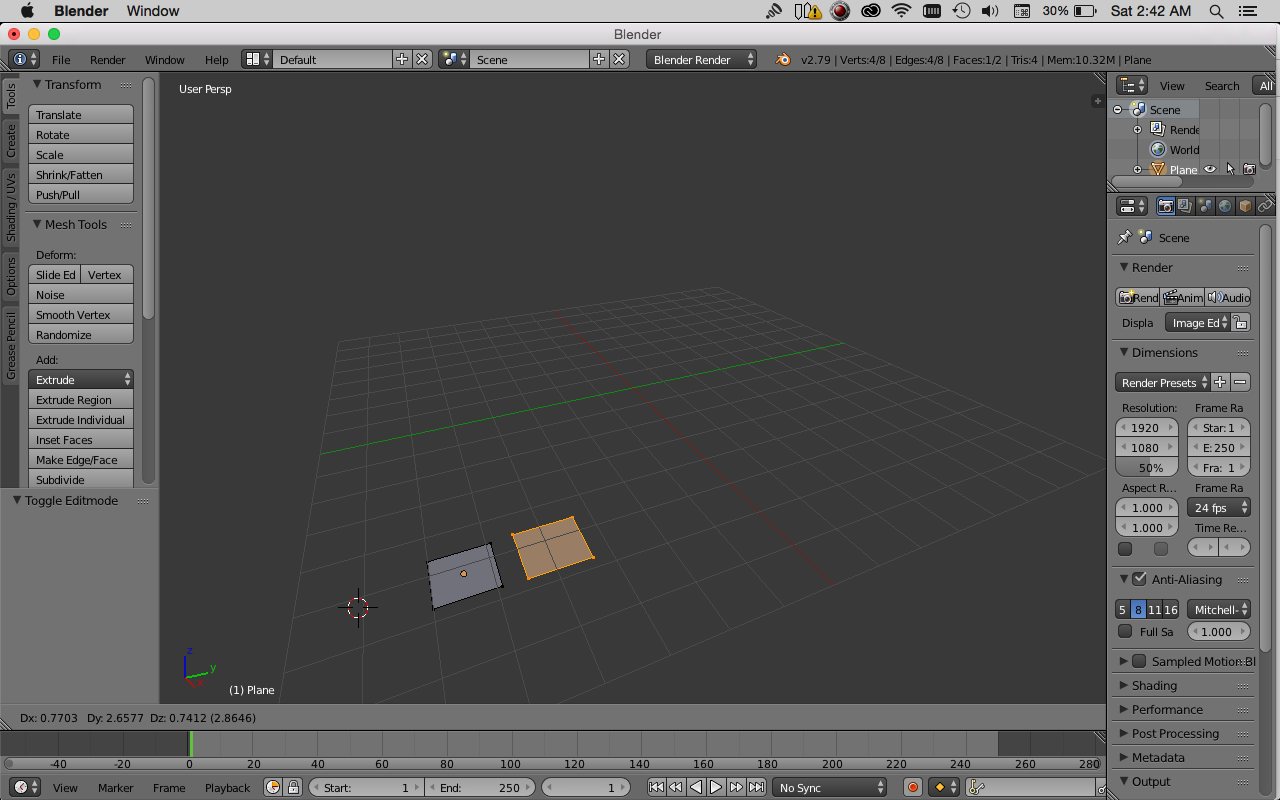 Blender Window 30% Sat 2:42 AM
Blender
File Render Window Help Default Scene Blender Render v2.79 | Verts:4/8 | Edges:4/8 | Faces:1/2 | Tris:4 | Mem:10.32M | Plane
Tools
Create
Shading / UVs
Options
Grease Pencil
Transform
Translate
Rotate
Scale
Shrink/Fatten
Push/Pull
Mesh Tools
Deform:
Slide Ed Vertex
Noise
Smooth Vertex
Randomize
Add:
Extrude
Extrude Region
Extrude Individual
Inset Faces
Make Edge/Face
Subdivide
Toggle Editmode
User Persp
z
y
(1) Plane
Dx: 0.7703 Dy: 2.6577 Dz: 0.7412 (2.8646)
View Search All
Scene
Rende
World
Plane
Scene
Render
Rend Anim Audio
Displa Image Ed
Dimensions
Render Presets
Resolution: Frame Ra
1920 Star: 1
1080 E: 250
50% Fra: 1
Aspect R... Frame Ra
1.000 24 fps
1.000 Time Re...
Anti-Aliasing
5 8 11 16 Mitchell-
Full Sa 1.000
Sampled Motion Bl
Shading
Performance
Post Processing
Metadata
Output
-40 -20 0 20 40 60 80 100 120 140 160 180 200 220 240 260 280
View Marker Frame Playback Start: 1 End: 250 1 No Sync